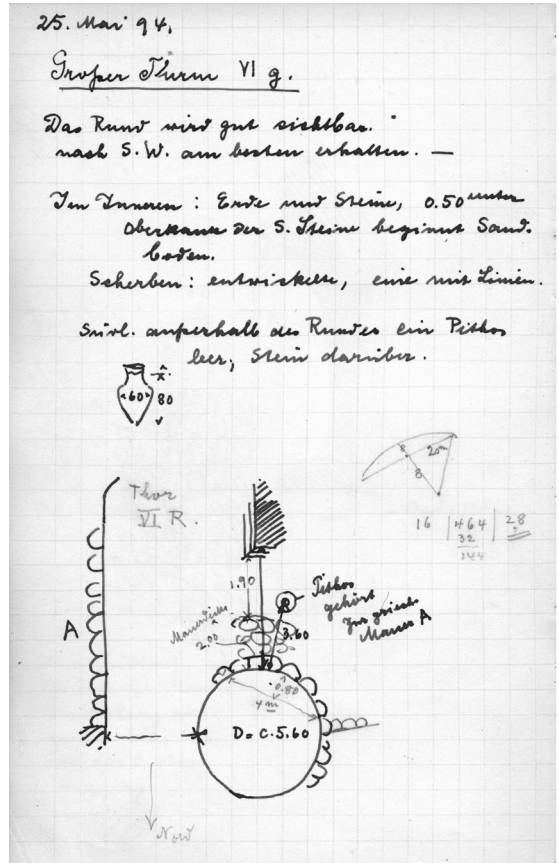 25. Mai 94.
Großer Thurm VI g.
Das Rund wird gut sichtbar.
nach S.W. am besten erhalten. —
Im Inneren : Erde und Steine, 0.50 unter
Oberkante der S. Steine beginnt Sand.
boden.
Scherben : entwickelte, eine mit Linien.
Südl. außerhalb des Rundes ein Pithos
leer, Stein darüber.
60 80
8 20m
8
Thor
VI R.
16 464 28
32
144
1.90
Pithos
gehört
zur griech.
Mauer A
A
Mauerdicke
2.00
3.60
0.80
4 m
D = c. 5.60
Nord